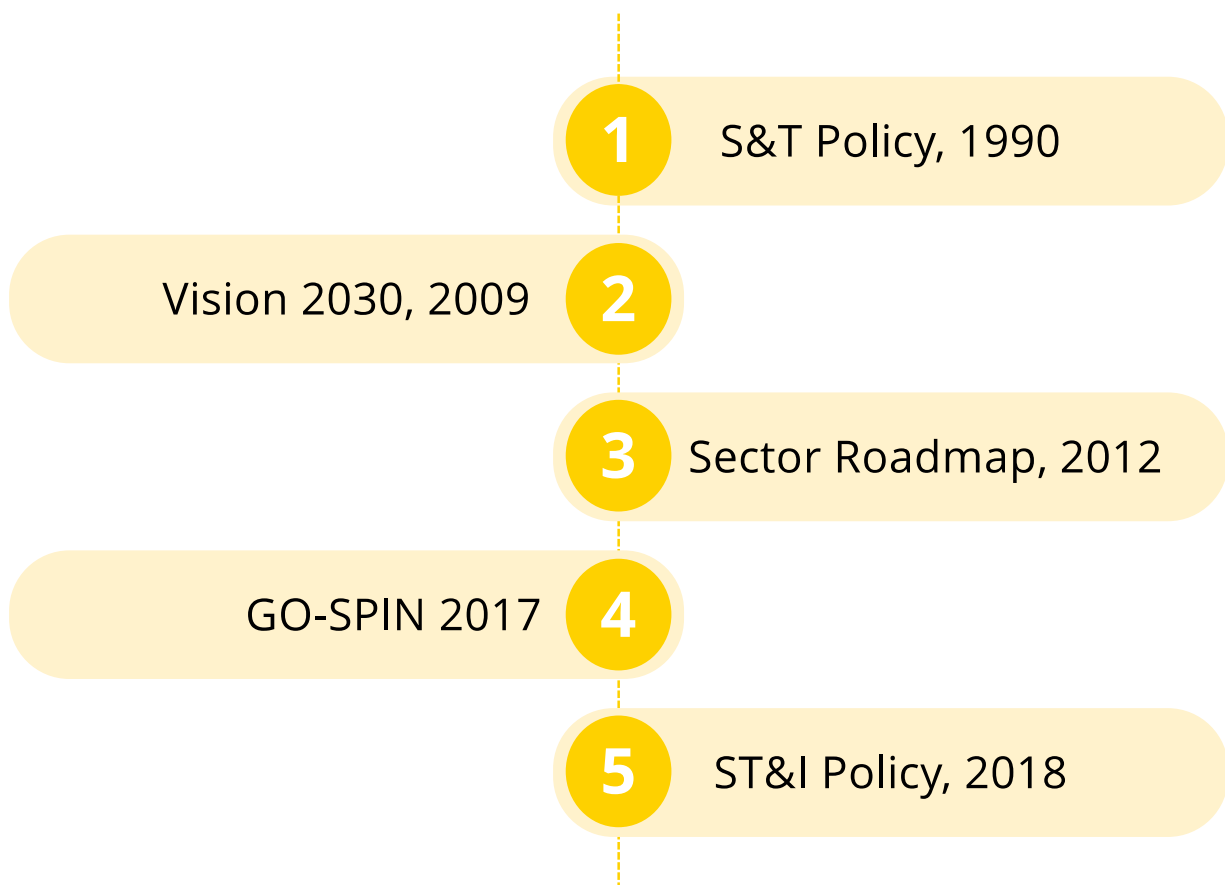 1
S&T Policy, 1990
Vision 2030, 2009
2
3
Sector Roadmap, 2012
GO-SPIN 2017
4
5
ST&I Policy, 2018